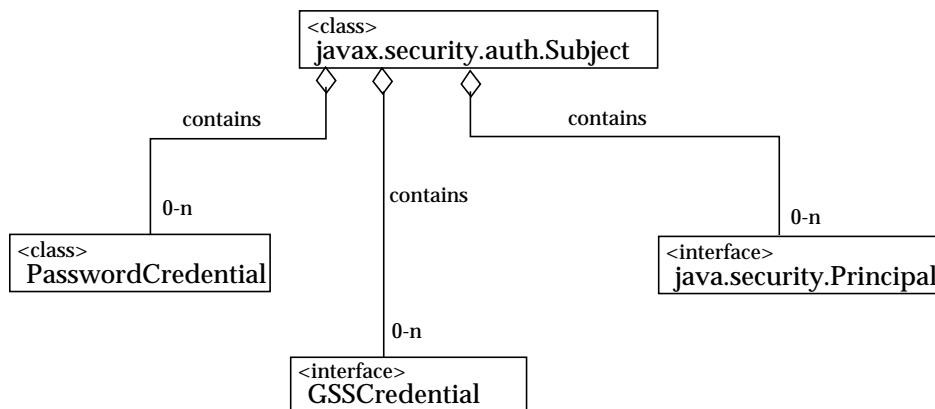 <class>
javax.security.auth.Subject
contains
contains
contains
0-n
0-n
<class>
PasswordCredential
<interface>
java.security.Principal
0-n
<interface>
GSSCredential